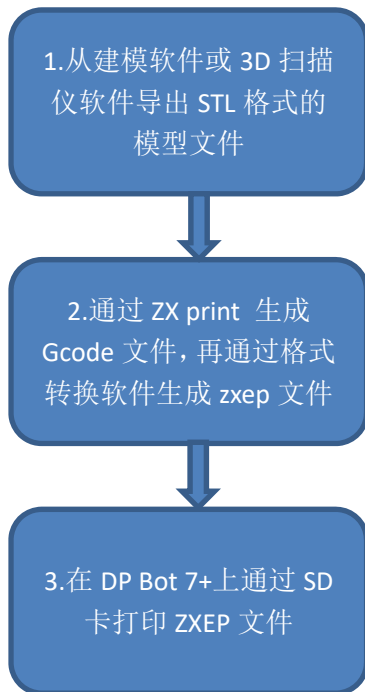 1.从建模软件或 3D 扫描
仪软件导出 STL 格式的
模型文件
2.通过 ZX print 生成
Gcode 文件，再通过格式
转换软件生成 zxep 文件
3.在 DP Bot 7+上通过 SD
卡打印 ZXEP 文件